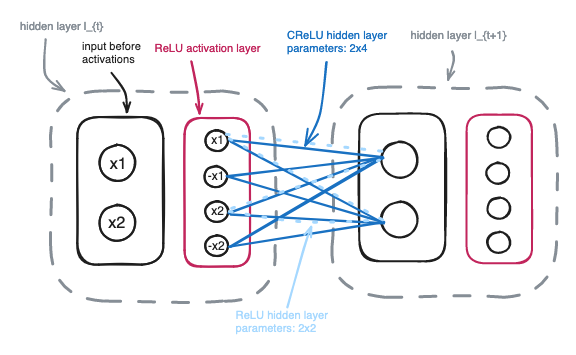 hidden layer l_{t}
input before
activations
ReLU activation layer
CReLU hidden layer
parameters: 2x4
hidden layer l_{t+1}
x1
x2
x1
-x1
x2
-x2
ReLU hidden layer
parameters: 2x2